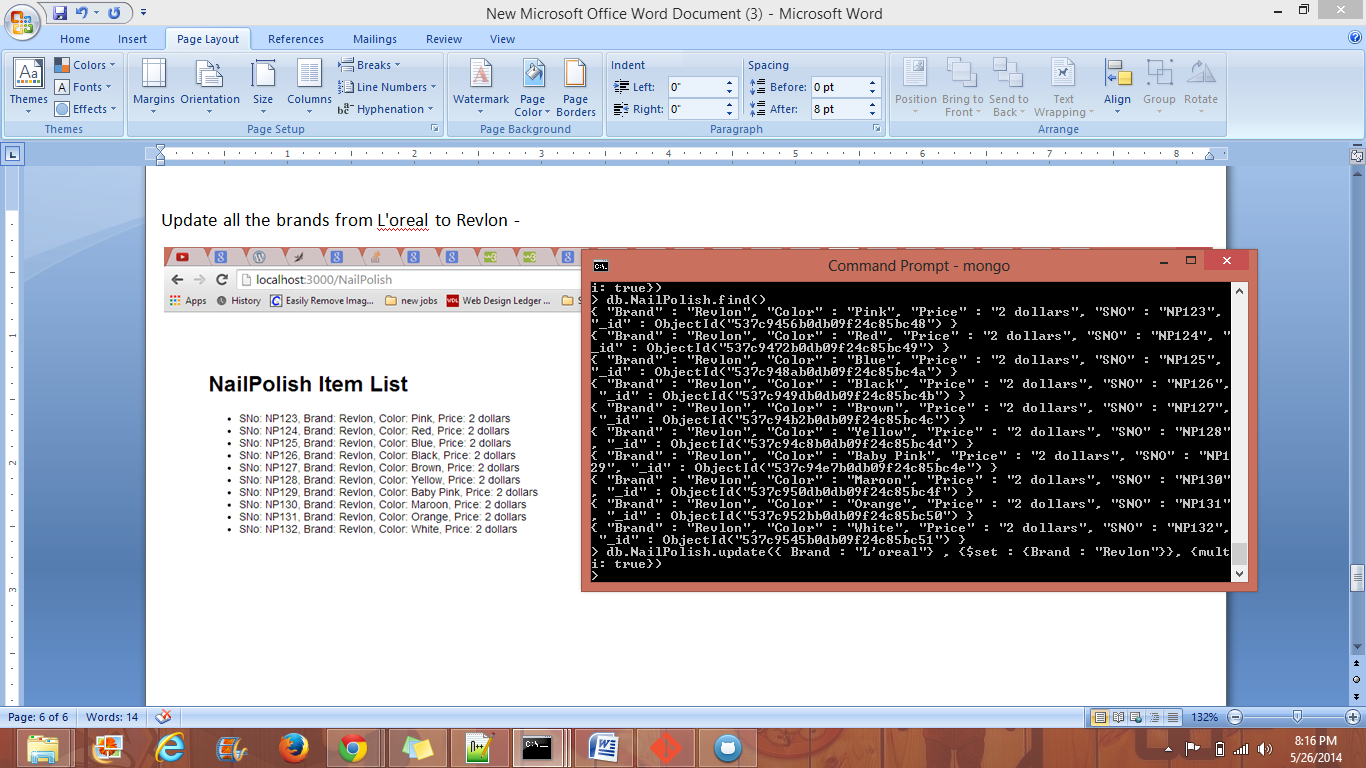 New Microsoft Office Word Document (3) - Microsoft Word
Home Insert Page Layout References Mailings Review View
Themes
Colors
Fonts
Effects
Themes
Margins
Orientation
Size
Columns
Breaks
Line Numbers
Hyphenation
Page Setup
Watermark
Page Color
Page Borders
Page Background
Indent
Left: 0"
Right: 0"
Spacing
Before: 0 pt
After: 8 pt
Paragraph
Position
Bring to Front
Send to Back
Text Wrapping
Align
Group
Rotate
Arrange
1 2 3 4 5 6 7 8
1
2
3
Update all the brands from L'oreal to Revlon -
localhost:3000/NailPolish
Apps History Easily Remove Imag... new jobs Web Design Ledger ...
NailPolish Item List
SNo: NP123, Brand: Revlon, Color: Pink, Price: 2 dollars
SNo: NP124, Brand: Revlon, Color: Red, Price: 2 dollars
SNo: NP125, Brand: Revlon, Color: Blue, Price: 2 dollars
SNo: NP126, Brand: Revlon, Color: Black, Price: 2 dollars
SNo: NP127, Brand: Revlon, Color: Brown, Price: 2 dollars
SNo: NP128, Brand: Revlon, Color: Yellow, Price: 2 dollars
SNo: NP129, Brand: Revlon, Color: Baby Pink, Price: 2 dollars
SNo: NP130, Brand: Revlon, Color: Maroon, Price: 2 dollars
SNo: NP131, Brand: Revlon, Color: Orange, Price: 2 dollars
SNo: NP132, Brand: Revlon, Color: White, Price: 2 dollars
Command Prompt - mongo
i: true})
> db.NailPolish.find()
{ "Brand" : "Revlon", "Color" : "Pink", "Price" : "2 dollars", "SNO" : "NP123",
"_id" : ObjectId("537c9456b0db09f24c85bc48") }
{ "Brand" : "Revlon", "Color" : "Red", "Price" : "2 dollars", "SNO" : "NP124", "
_id" : ObjectId("537c9472b0db09f24c85bc49") }
{ "Brand" : "Revlon", "Color" : "Blue", "Price" : "2 dollars", "SNO" : "NP125",
"_id" : ObjectId("537c948ab0db09f24c85bc4a") }
{ "Brand" : "Revlon", "Color" : "Black", "Price" : "2 dollars", "SNO" : "NP126",
"_id" : ObjectId("537c949db0db09f24c85bc4b") }
{ "Brand" : "Revlon", "Color" : "Brown", "Price" : "2 dollars", "SNO" : "NP127",
"_id" : ObjectId("537c94b2b0db09f24c85bc4c") }
{ "Brand" : "Revlon", "Color" : "Yellow", "Price" : "2 dollars", "SNO" : "NP128"
, "_id" : ObjectId("537c94c8b0db09f24c85bc4d") }
{ "Brand" : "Revlon", "Color" : "Baby Pink", "Price" : "2 dollars", "SNO" : "NP1
29", "_id" : ObjectId("537c94e7b0db09f24c85bc4e") }
{ "Brand" : "Revlon", "Color" : "Maroon", "Price" : "2 dollars", "SNO" : "NP130"
, "_id" : ObjectId("537c950db0db09f24c85bc4f") }
{ "Brand" : "Revlon", "Color" : "Orange", "Price" : "2 dollars", "SNO" : "NP131"
, "_id" : ObjectId("537c952bb0db09f24c85bc50") }
{ "Brand" : "Revlon", "Color" : "White", "Price" : "2 dollars", "SNO" : "NP132",
"_id" : ObjectId("537c9545b0db09f24c85bc51") }
> db.NailPolish.update({ Brand : "L'oreal"} , {$set : {Brand : "Revlon"}}, {mult
i: true})
>
Page: 6 of 6 Words: 14
132%
8:16 PM
5/26/2014